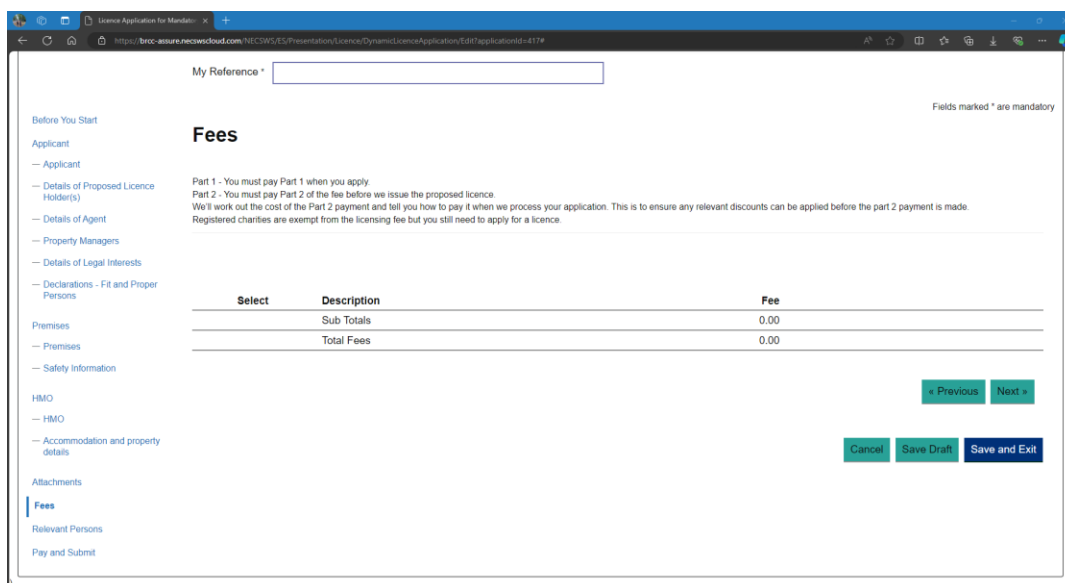 Licence Application for Mandator
https://brcc-assure.necswscloud.com/NECSWS/ES/Presentation/Licence/DynamicLicenceApplication/Edit?applicationId=417#
My Reference *
Fields marked * are mandatory
Before You Start
Applicant
— Applicant
— Details of Proposed Licence
Holder(s)
— Details of Agent
— Property Managers
— Details of Legal Interests
— Declarations - Fit and Proper
Persons
Premises
— Premises
— Safety Information
HMO
— HMO
— Accommodation and property
details
Attachments
Fees
Relevant Persons
Pay and Submit
Fees
Part 1 - You must pay Part 1 when you apply.
Part 2 - You must pay Part 2 of the fee before we issue the proposed licence.
We'll work out the cost of the Part 2 payment and tell you how to pay it when we process your application. This is to ensure any relevant discounts can be applied before the part 2 payment is made.
Registered charities are exempt from the licensing fee but you still need to apply for a licence.
Select Description Fee
Sub Totals 0.00
Total Fees 0.00
« Previous Next »
Cancel Save Draft Save and Exit